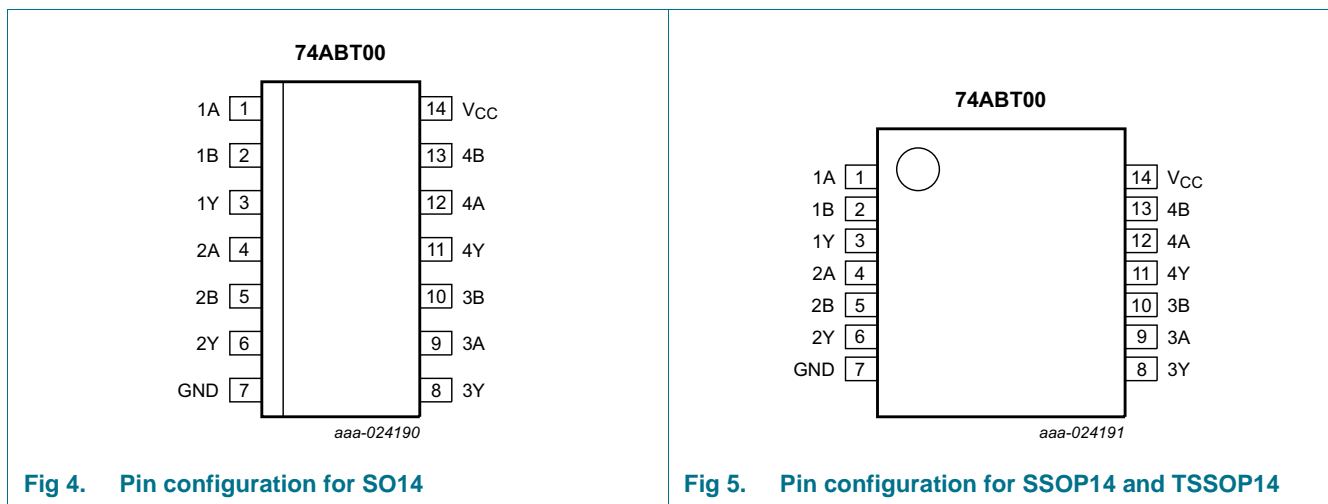 74ABT00
1A 1 14 VCC
1B 2 13 4B
1Y 3 12 4A
2A 4 11 4Y
2B 5 10 3B
2Y 6 9 3A
GND 7 8 3Y
aaa-024190
Fig 4. Pin configuration for SO14
74ABT00
1A 1 14 VCC
1B 2 13 4B
1Y 3 12 4A
2A 4 11 4Y
2B 5 10 3B
2Y 6 9 3A
GND 7 8 3Y
aaa-024191
Fig 5. Pin configuration for SSOP14 and TSSOP14